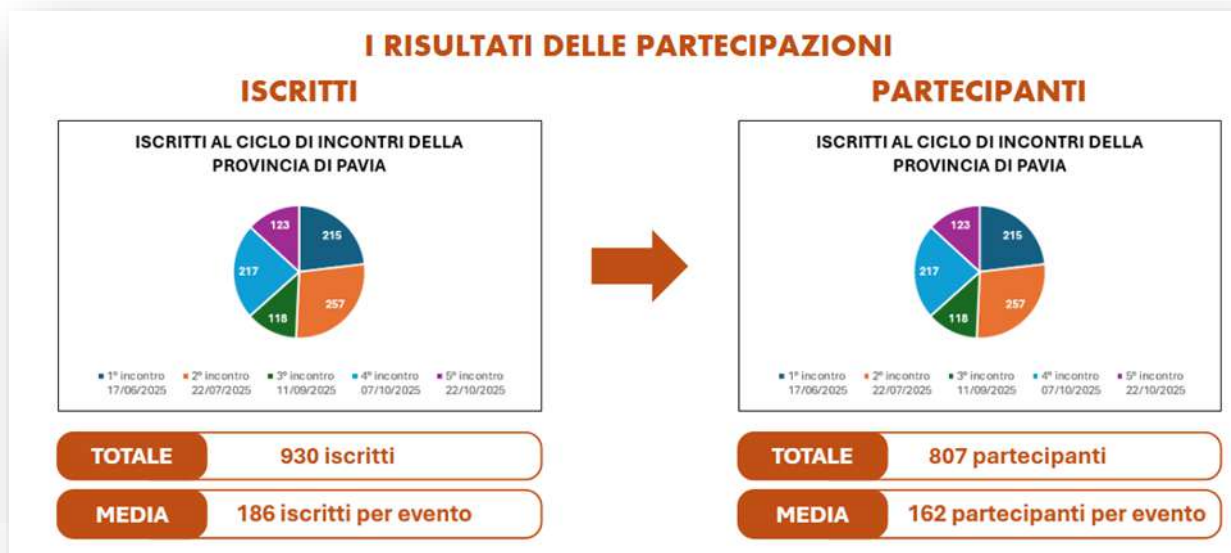 I RISULTATI DELLE PARTECIPAZIONI
ISCRITTI
ISCRITTI AL CICLO DI INCONTRI DELLA
PROVINCIA DI PAVIA
123
215
217
257
118
1° incontro 17/06/2025
2° incontro 22/07/2025
3° incontro 11/09/2025
4° incontro 07/10/2025
5° incontro 22/10/2025
TOTALE 930 iscritti
MEDIA 186 iscritti per evento
PARTECIPANTI
ISCRITTI AL CICLO DI INCONTRI DELLA
PROVINCIA DI PAVIA
123
215
217
257
118
1° incontro 17/06/2025
2° incontro 22/07/2025
3° incontro 11/09/2025
4° incontro 07/10/2025
5° incontro 22/10/2025
TOTALE 807 partecipanti
MEDIA 162 partecipanti per evento